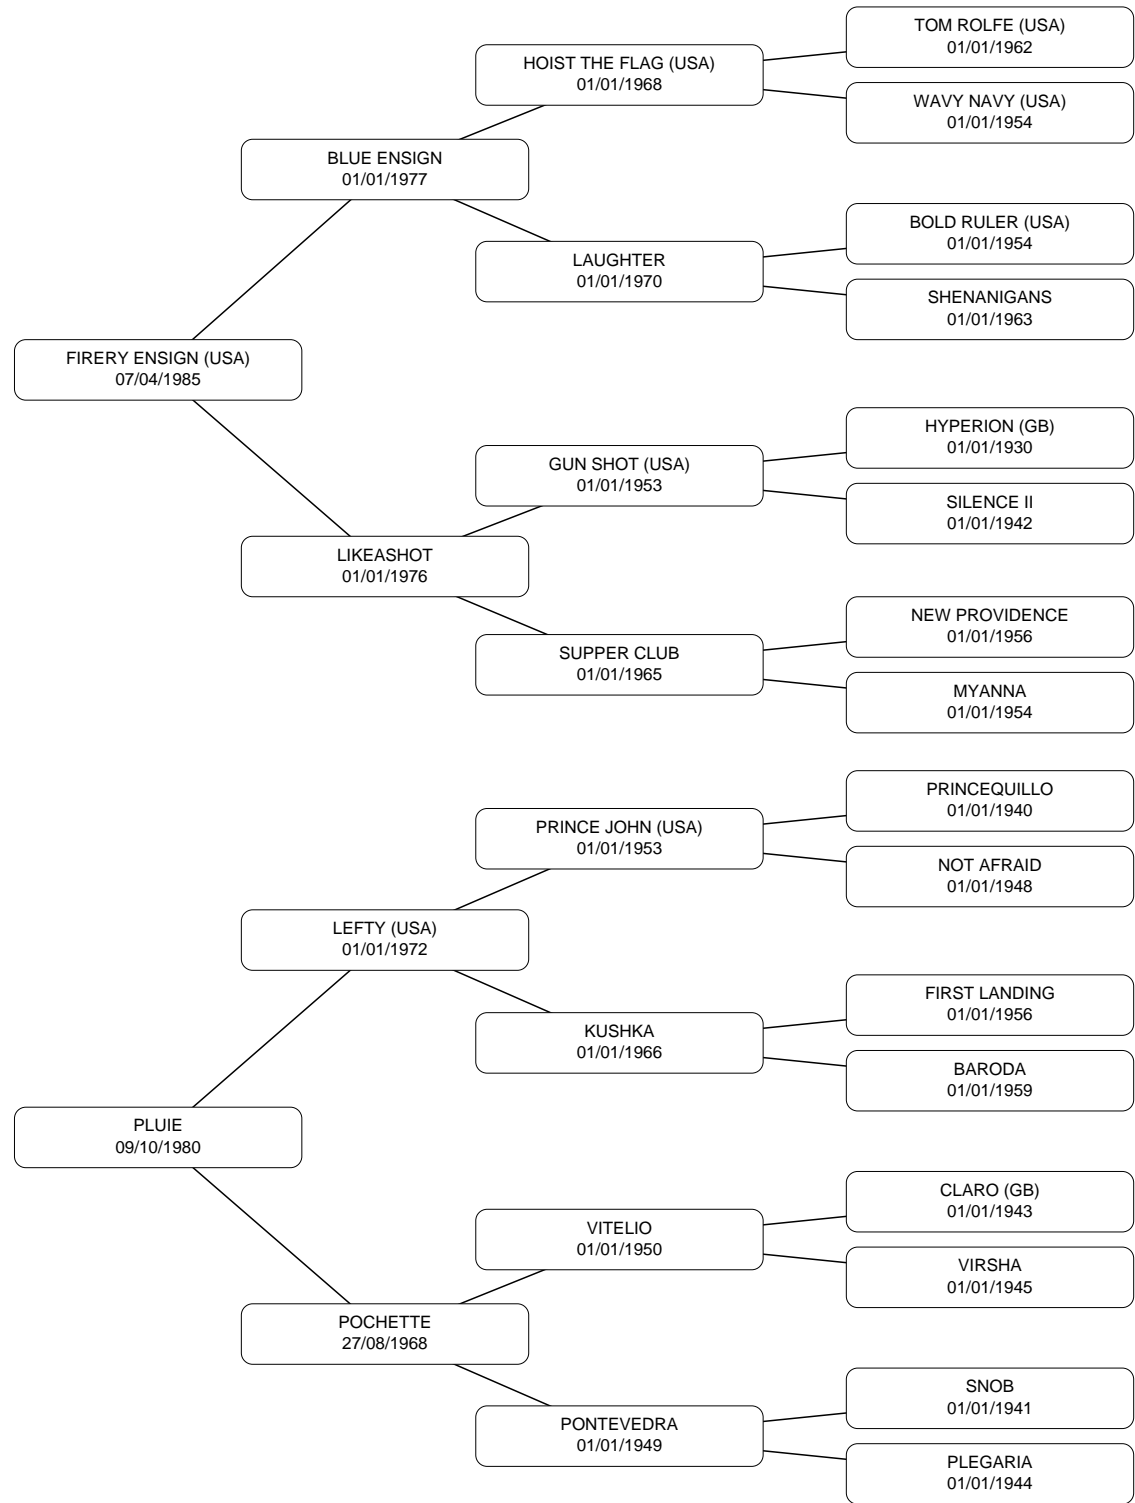 TOM ROLFE (USA)
01/01/1962
HOIST THE FLAG (USA)
01/01/1968
WAVY NAVY (USA)
01/01/1954
BLUE ENSIGN
01/01/1977
BOLD RULER (USA)
01/01/1954
LAUGHTER
01/01/1970
SHENANIGANS
01/01/1963
FIRERY ENSIGN (USA)
07/04/1985
HYPERION (GB)
01/01/1930
GUN SHOT (USA)
01/01/1953
SILENCE II
01/01/1942
LIKEASHOT
01/01/1976
NEW PROVIDENCE
01/01/1956
SUPPER CLUB
01/01/1965
MYANNA
01/01/1954
PRINCEQUILLO
01/01/1940
PRINCE JOHN (USA)
01/01/1953
NOT AFRAID
01/01/1948
LEFTY (USA)
01/01/1972
FIRST LANDING
01/01/1956
KUSHKA
01/01/1966
BARODA
01/01/1959
PLUIE
09/10/1980
CLARO (GB)
01/01/1943
VITELIO
01/01/1950
VIRSHA
01/01/1945
POCHETTE
27/08/1968
SNOB
01/01/1941
PONTEVEDRA
01/01/1949
PLEGARIA
01/01/1944